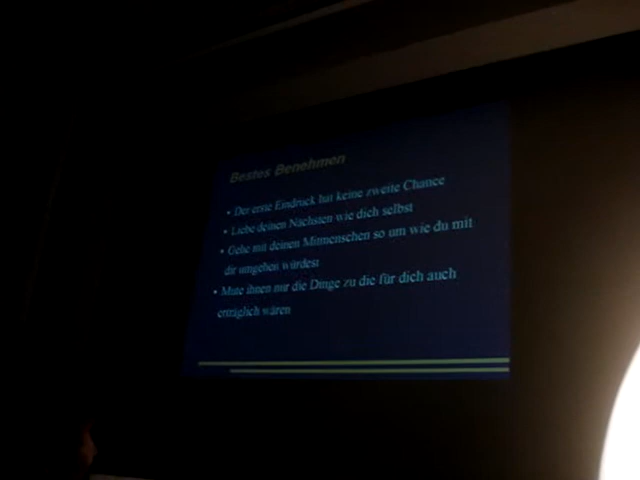 Bestes Benehmen
• Der erste Eindruck hat keine zweite Chance
• Liebe deinen Nächsten wie dich selbst
• Gehe mit deinen Mitmenschen so um wie du mit
dir umgehen würdest
• Mute ihnen nur die Dinge zu die für dich auch
erträglich wären